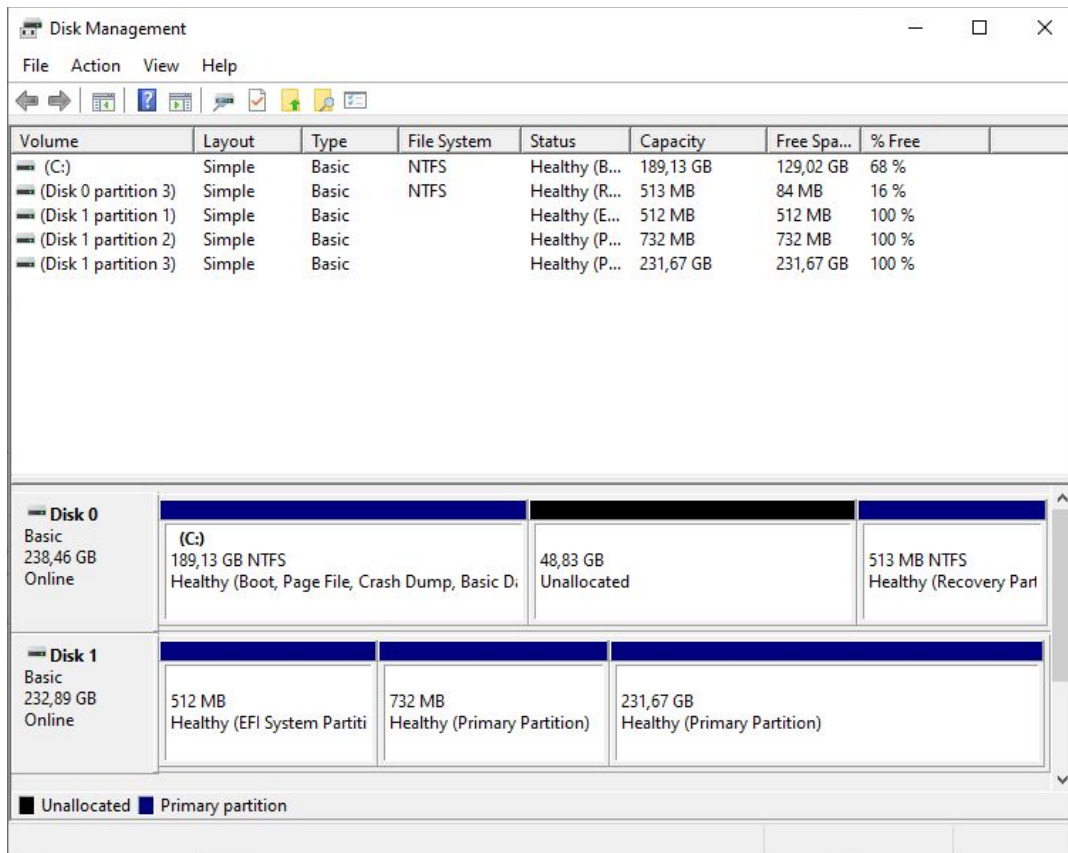 Disk Management
File Action View Help
Volume Layout Type File System Status Capacity Free Spa... % Free
(C:) Simple Basic NTFS Healthy (B... 189,13 GB 129,02 GB 68 %
(Disk 0 partition 3) Simple Basic NTFS Healthy (R... 513 MB 84 MB 16 %
(Disk 1 partition 1) Simple Basic Healthy (E... 512 MB 512 MB 100 %
(Disk 1 partition 2) Simple Basic Healthy (P... 732 MB 732 MB 100 %
(Disk 1 partition 3) Simple Basic Healthy (P... 231,67 GB 231,67 GB 100 %
Disk 0
Basic
238,46 GB
Online
(C:)
189,13 GB NTFS
Healthy (Boot, Page File, Crash Dump, Basic Da
48,83 GB
Unallocated
513 MB NTFS
Healthy (Recovery Part
Disk 1
Basic
232,89 GB
Online
512 MB
Healthy (EFI System Partiti
732 MB
Healthy (Primary Partition)
231,67 GB
Healthy (Primary Partition)
Unallocated Primary partition